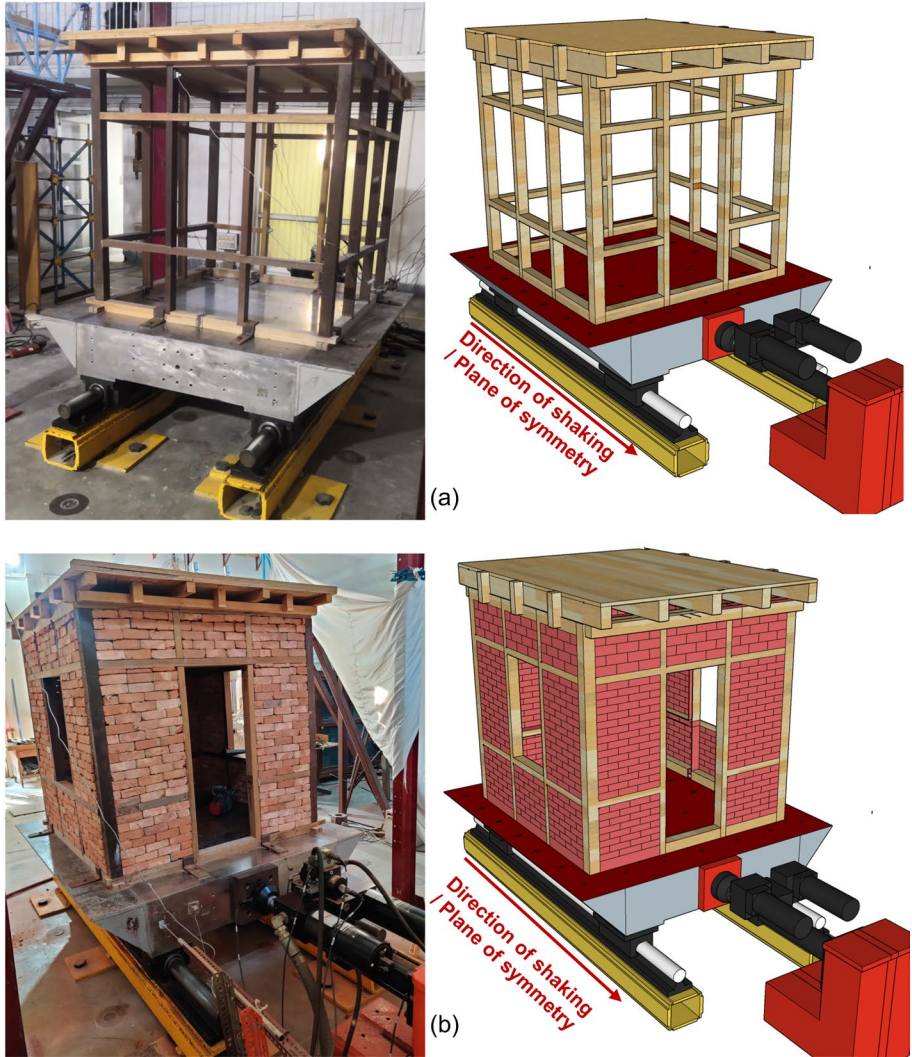 Direction of shaking
/ Plane of symmetry
(a)
Direction of shaking
/ Plane of symmetry
(b)